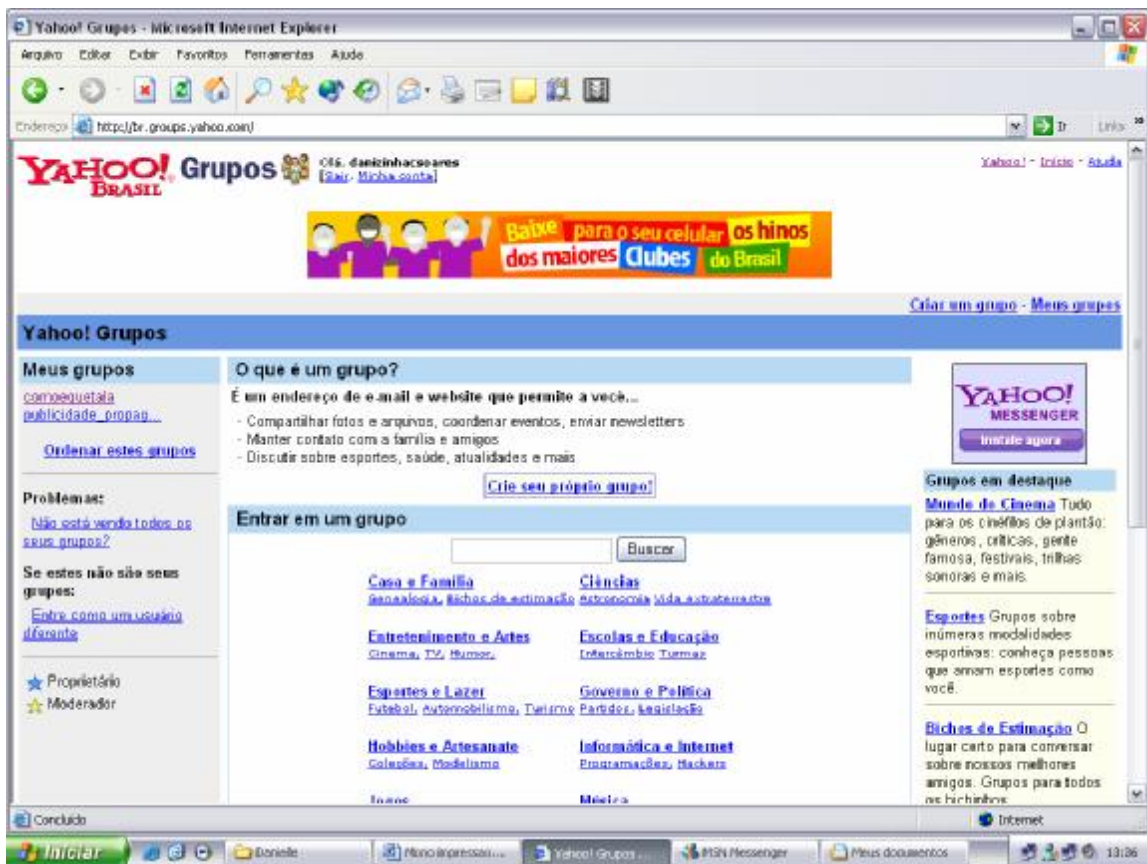 Yahoo! Grupos - Microsoft Internet Explorer
Arquivo Editar Exibir Favoritos Ferramentas Ajuda
Endereço http://br.groups.yahoo.com/ Ir Links
YAHOO! BRASIL Grupos
Olá, danizinhacsoares
[Sair, Minha conta]
Yahoo! - Início - Ajuda
Baixe para o seu celular os hinos
dos maiores Clubes do Brasil
Criar um grupo - Meus grupos
Yahoo! Grupos
Meus grupos
comoequetala
publicidade_propag...
Ordenar estes grupos
Problemas:
Não está vendo todos os
seus grupos?
Se estes não são seus
grupos:
Entre como um usuário
diferente
Proprietário
Moderador
O que é um grupo?
É um endereço de e-mail e website que permite a você...
- Compartilhar fotos e arquivos, coordenar eventos, enviar newsletters
- Manter contato com a família e amigos
- Discutir sobre esportes, saúde, atualidades e mais
Crie seu próprio grupo!
Entrar em um grupo
Buscar
Casa e Família
Genealogia, Bichos de estimação
Ciências
Astronomia Vida extraterrestre
Entretenimento e Artes
Cinema, TV, Humor,
Escolas e Educação
Intercâmbio Turmas
Esportes e Lazer
Futebol, Automobilismo, Turismo
Governo e Política
Partidos, Legislação
Hobbies e Artesanato
Coleções, Modelismo
Informática e Internet
Programações, Hackers
Jogos
Música
YAHOO!
MESSENGER
Instale agora
Grupos em destaque
Mundo do Cinema Tudo
para os cinéfilos de plantão:
gêneros, críticas, gente
famosa, festivais, trilhas
sonoras e mais.
Esportes Grupos sobre
inúmeras modalidades
esportivas: conheça pessoas
que amam esportes como
você.
Bichos de Estimação O
lugar certo para conversar
sobre nossos melhores
amigos. Grupos para todos
os bichinhos
Concluído
Internet
Iniciar
Danielle
Mono impressao...
Yahoo! Grupos ...
MSN Messenger
Meus documentos
13:36